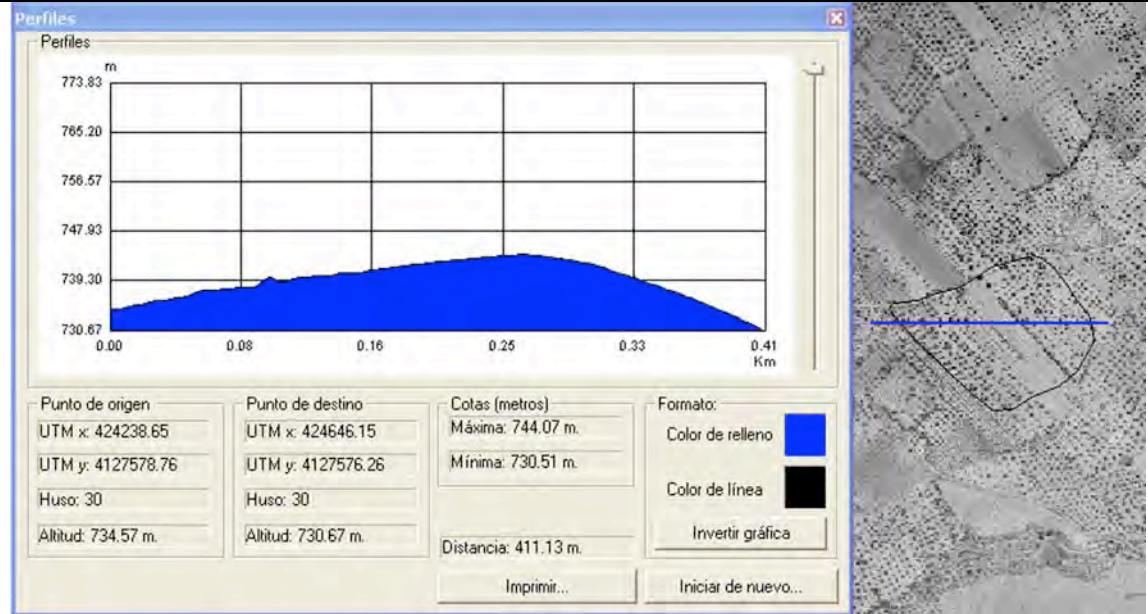 Perfiles
Perfiles
m
773.83
765.20
756.57
747.93
739.30
730.67
0.00 0.08 0.16 0.25 0.33 0.41
Km
Punto de origen
UTM x: 424238.65
UTM y: 4127578.76
Huso: 30
Altitud: 734.57 m.
Punto de destino
UTM x: 424646.15
UTM y: 4127576.26
Huso: 30
Altitud: 730.67 m.
Cotas (metros)
Máxima: 744.07 m.
Mínima: 730.51 m.
Distancia: 411.13 m.
Formato:
Color de relleno
Color de línea
Invertir gráfica
Imprimir...
Iniciar de nuevo...